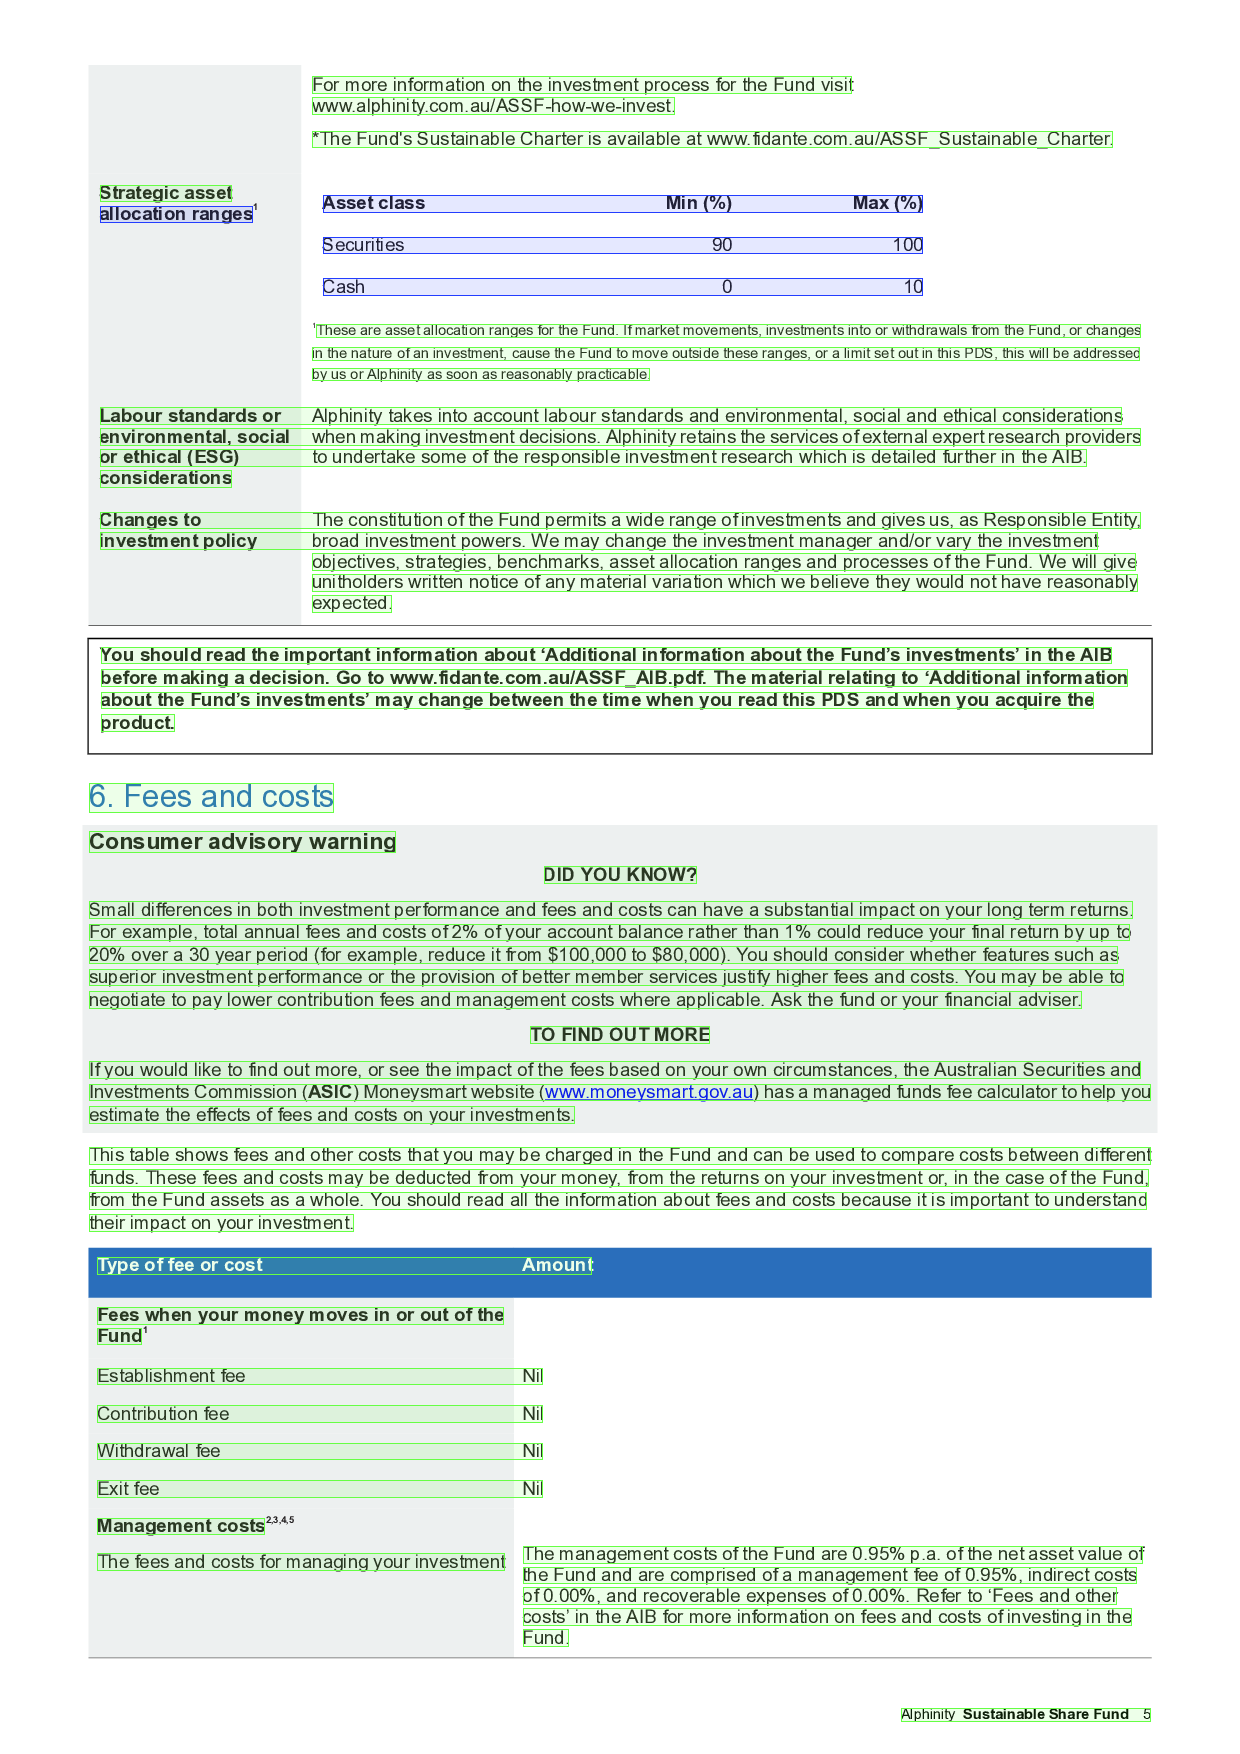 For more information on the investment process for the Fund visit
www.alphinity.com.au/ASSF-how-we-invest.
*The Fund's Sustainable Charter is available at www.fidante.com.au/ASSF_Sustainable_Charter.
Strategic asset
allocation ranges¹
Asset class Min (%) Max (%)
Securities 90 100
Cash 0 10
¹These are asset allocation ranges for the Fund. If market movements, investments into or withdrawals from the Fund, or changes
in the nature of an investment, cause the Fund to move outside these ranges, or a limit set out in this PDS, this will be addressed
by us or Alphinity as soon as reasonably practicable.
Labour standards or
environmental, social
or ethical (ESG)
considerations
Alphinity takes into account labour standards and environmental, social and ethical considerations
when making investment decisions. Alphinity retains the services of external expert research providers
to undertake some of the responsible investment research which is detailed further in the AIB.
Changes to
investment policy
The constitution of the Fund permits a wide range of investments and gives us, as Responsible Entity,
broad investment powers. We may change the investment manager and/or vary the investment
objectives, strategies, benchmarks, asset allocation ranges and processes of the Fund. We will give
unitholders written notice of any material variation which we believe they would not have reasonably
expected.
You should read the important information about ‘Additional information about the Fund’s investments’ in the AIB
before making a decision. Go to www.fidante.com.au/ASSF_AIB.pdf. The material relating to ‘Additional information
about the Fund’s investments’ may change between the time when you read this PDS and when you acquire the
product.
6. Fees and costs
Consumer advisory warning
DID YOU KNOW?
Small differences in both investment performance and fees and costs can have a substantial impact on your long term returns.
For example, total annual fees and costs of 2% of your account balance rather than 1% could reduce your final return by up to
20% over a 30 year period (for example, reduce it from $100,000 to $80,000). You should consider whether features such as
superior investment performance or the provision of better member services justify higher fees and costs. You may be able to
negotiate to pay lower contribution fees and management costs where applicable. Ask the fund or your financial adviser.
TO FIND OUT MORE
If you would like to find out more, or see the impact of the fees based on your own circumstances, the Australian Securities and
Investments Commission (ASIC) Moneysmart website (www.moneysmart.gov.au) has a managed funds fee calculator to help you
estimate the effects of fees and costs on your investments.
This table shows fees and other costs that you may be charged in the Fund and can be used to compare costs between different
funds. These fees and costs may be deducted from your money, from the returns on your investment or, in the case of the Fund,
from the Fund assets as a whole. You should read all the information about fees and costs because it is important to understand
their impact on your investment.
Type of fee or cost Amount
Fees when your money moves in or out of the
Fund¹
Establishment fee Nil
Contribution fee Nil
Withdrawal fee Nil
Exit fee Nil
Management costs²,³,⁴,⁵
The fees and costs for managing your investment
The management costs of the Fund are 0.95% p.a. of the net asset value of
the Fund and are comprised of a management fee of 0.95%, indirect costs
of 0.00%, and recoverable expenses of 0.00%. Refer to ‘Fees and other
costs’ in the AIB for more information on fees and costs of investing in the
Fund.
Alphinity Sustainable Share Fund 5